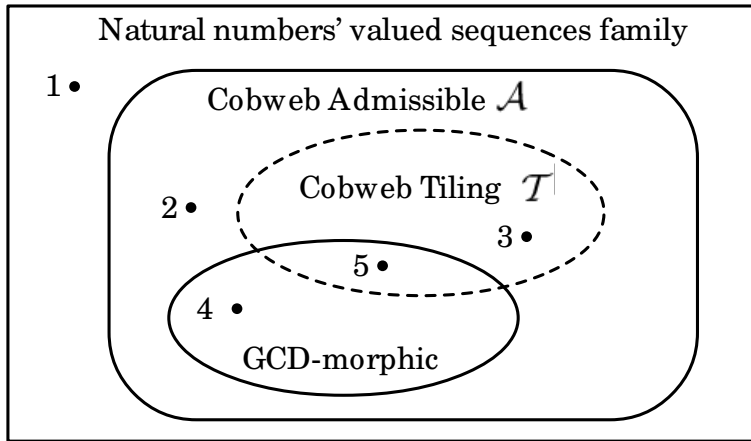 Natural numbers' valued sequences family
1
Cobweb Admissible 𝒜
Cobweb Tiling 𝒯
2
3
5
4
GCD-morphic